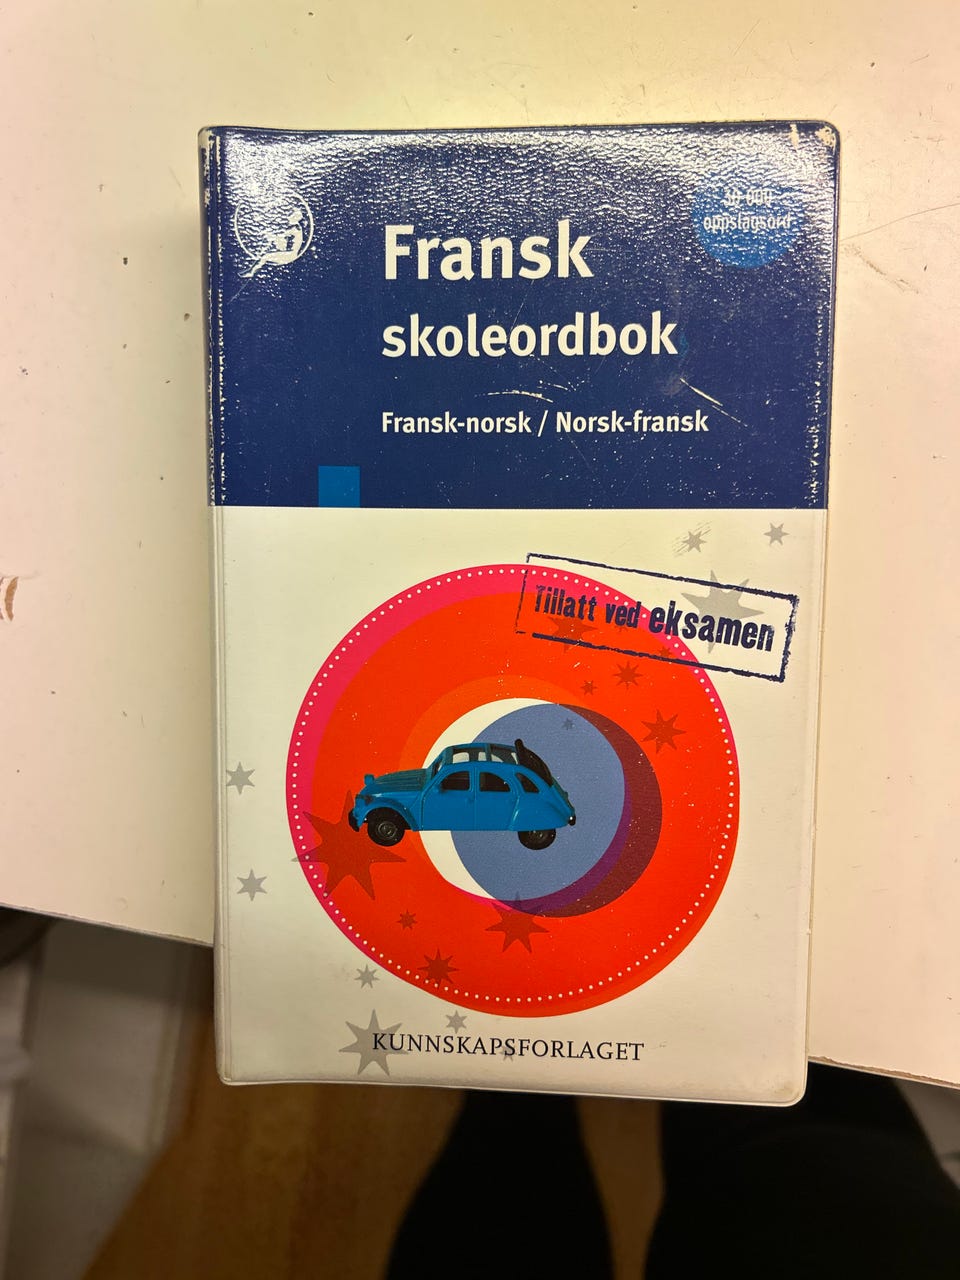 oppslagsord
Fransk
skoleordbok
Fransk-norsk / Norsk-fransk
Tillatt ved eksamen
KUNNSKAPSFORLAGET